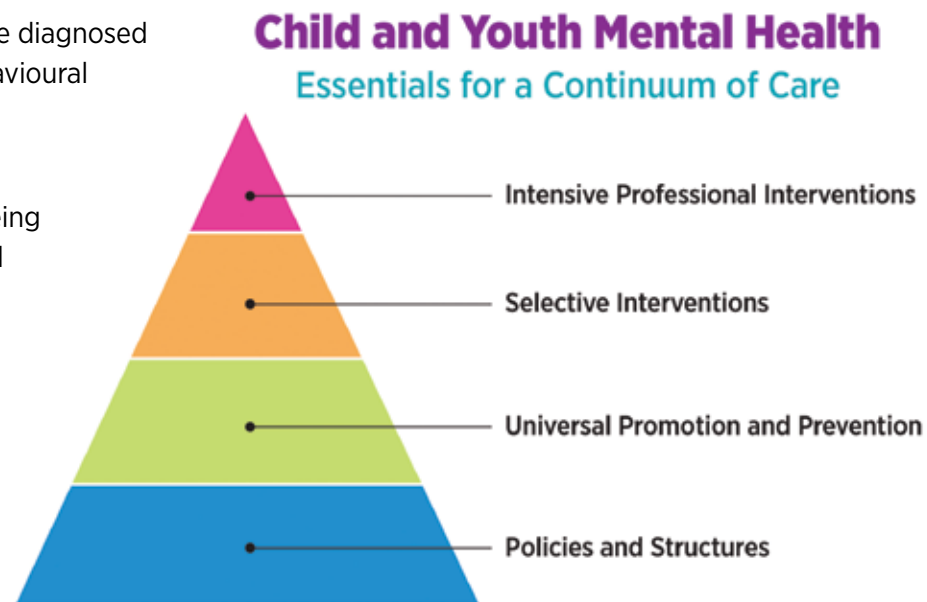 e diagnosed
avioural
ing
Child and Youth Mental Health
Essentials for a Continuum of Care
Intensive Professional Interventions
Selective Interventions
Universal Promotion and Prevention
Policies and Structures